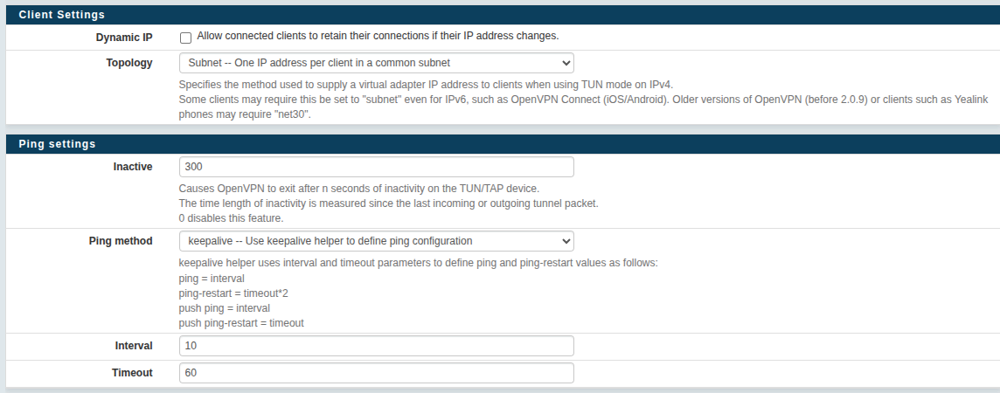 Client Settings
Dynamic IP
Allow connected clients to retain their connections if their IP address changes.
Topology
Subnet -- One IP address per client in a common subnet
Specifies the method used to supply a virtual adapter IP address to clients when using TUN mode on IPv4.
Some clients may require this be set to "subnet" even for IPv6, such as OpenVPN Connect (iOS/Android). Older versions of OpenVPN (before 2.0.9) or clients such as Yealink
phones may require "net30".
Ping settings
Inactive
300
Causes OpenVPN to exit after n seconds of inactivity on the TUN/TAP device.
The time length of inactivity is measured since the last incoming or outgoing tunnel packet.
0 disables this feature.
Ping method
keepalive -- Use keepalive helper to define ping configuration
keepalive helper uses interval and timeout parameters to define ping and ping-restart values as follows:
ping = interval
ping-restart = timeout*2
push ping = interval
push ping-restart = timeout
Interval
10
Timeout
60